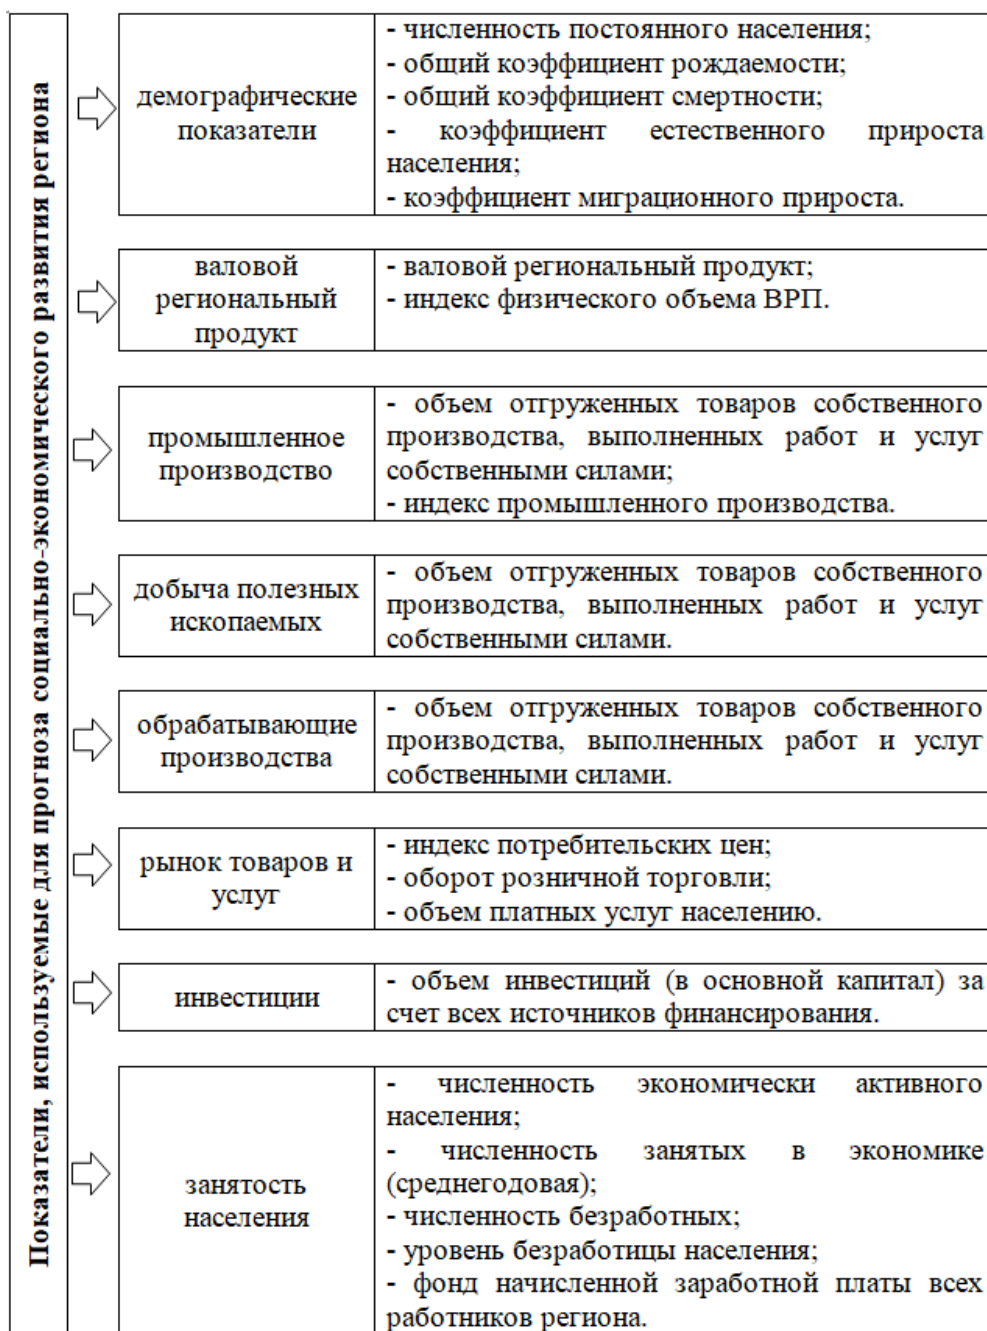 Показатели, используемые для прогноза социально-экономического развития региона
демографические
показатели
- численность постоянного населения;
- общий коэффициент рождаемости;
- общий коэффициент смертности;
- коэффициент естественного прироста
населения;
- коэффициент миграционного прироста.
валовой
региональный
продукт
- валовой региональный продукт;
- индекс физического объема ВРП.
промышленное
производство
- объем отгруженных товаров собственного
производства, выполненных работ и услуг
собственными силами;
- индекс промышленного производства.
добыча полезных
ископаемых
- объем отгруженных товаров собственного
производства, выполненных работ и услуг
собственными силами.
обрабатывающие
производства
- объем отгруженных товаров собственного
производства, выполненных работ и услуг
собственными силами.
рынок товаров и
услуг
- индекс потребительских цен;
- оборот розничной торговли;
- объем платных услуг населению.
инвестиции
- объем инвестиций (в основной капитал) за
счет всех источников финансирования.
занятость
населения
- численность экономически активного
населения;
- численность занятых в экономике
(среднегодовая);
- численность безработных;
- уровень безработицы населения;
- фонд начисленной заработной платы всех
работников региона.